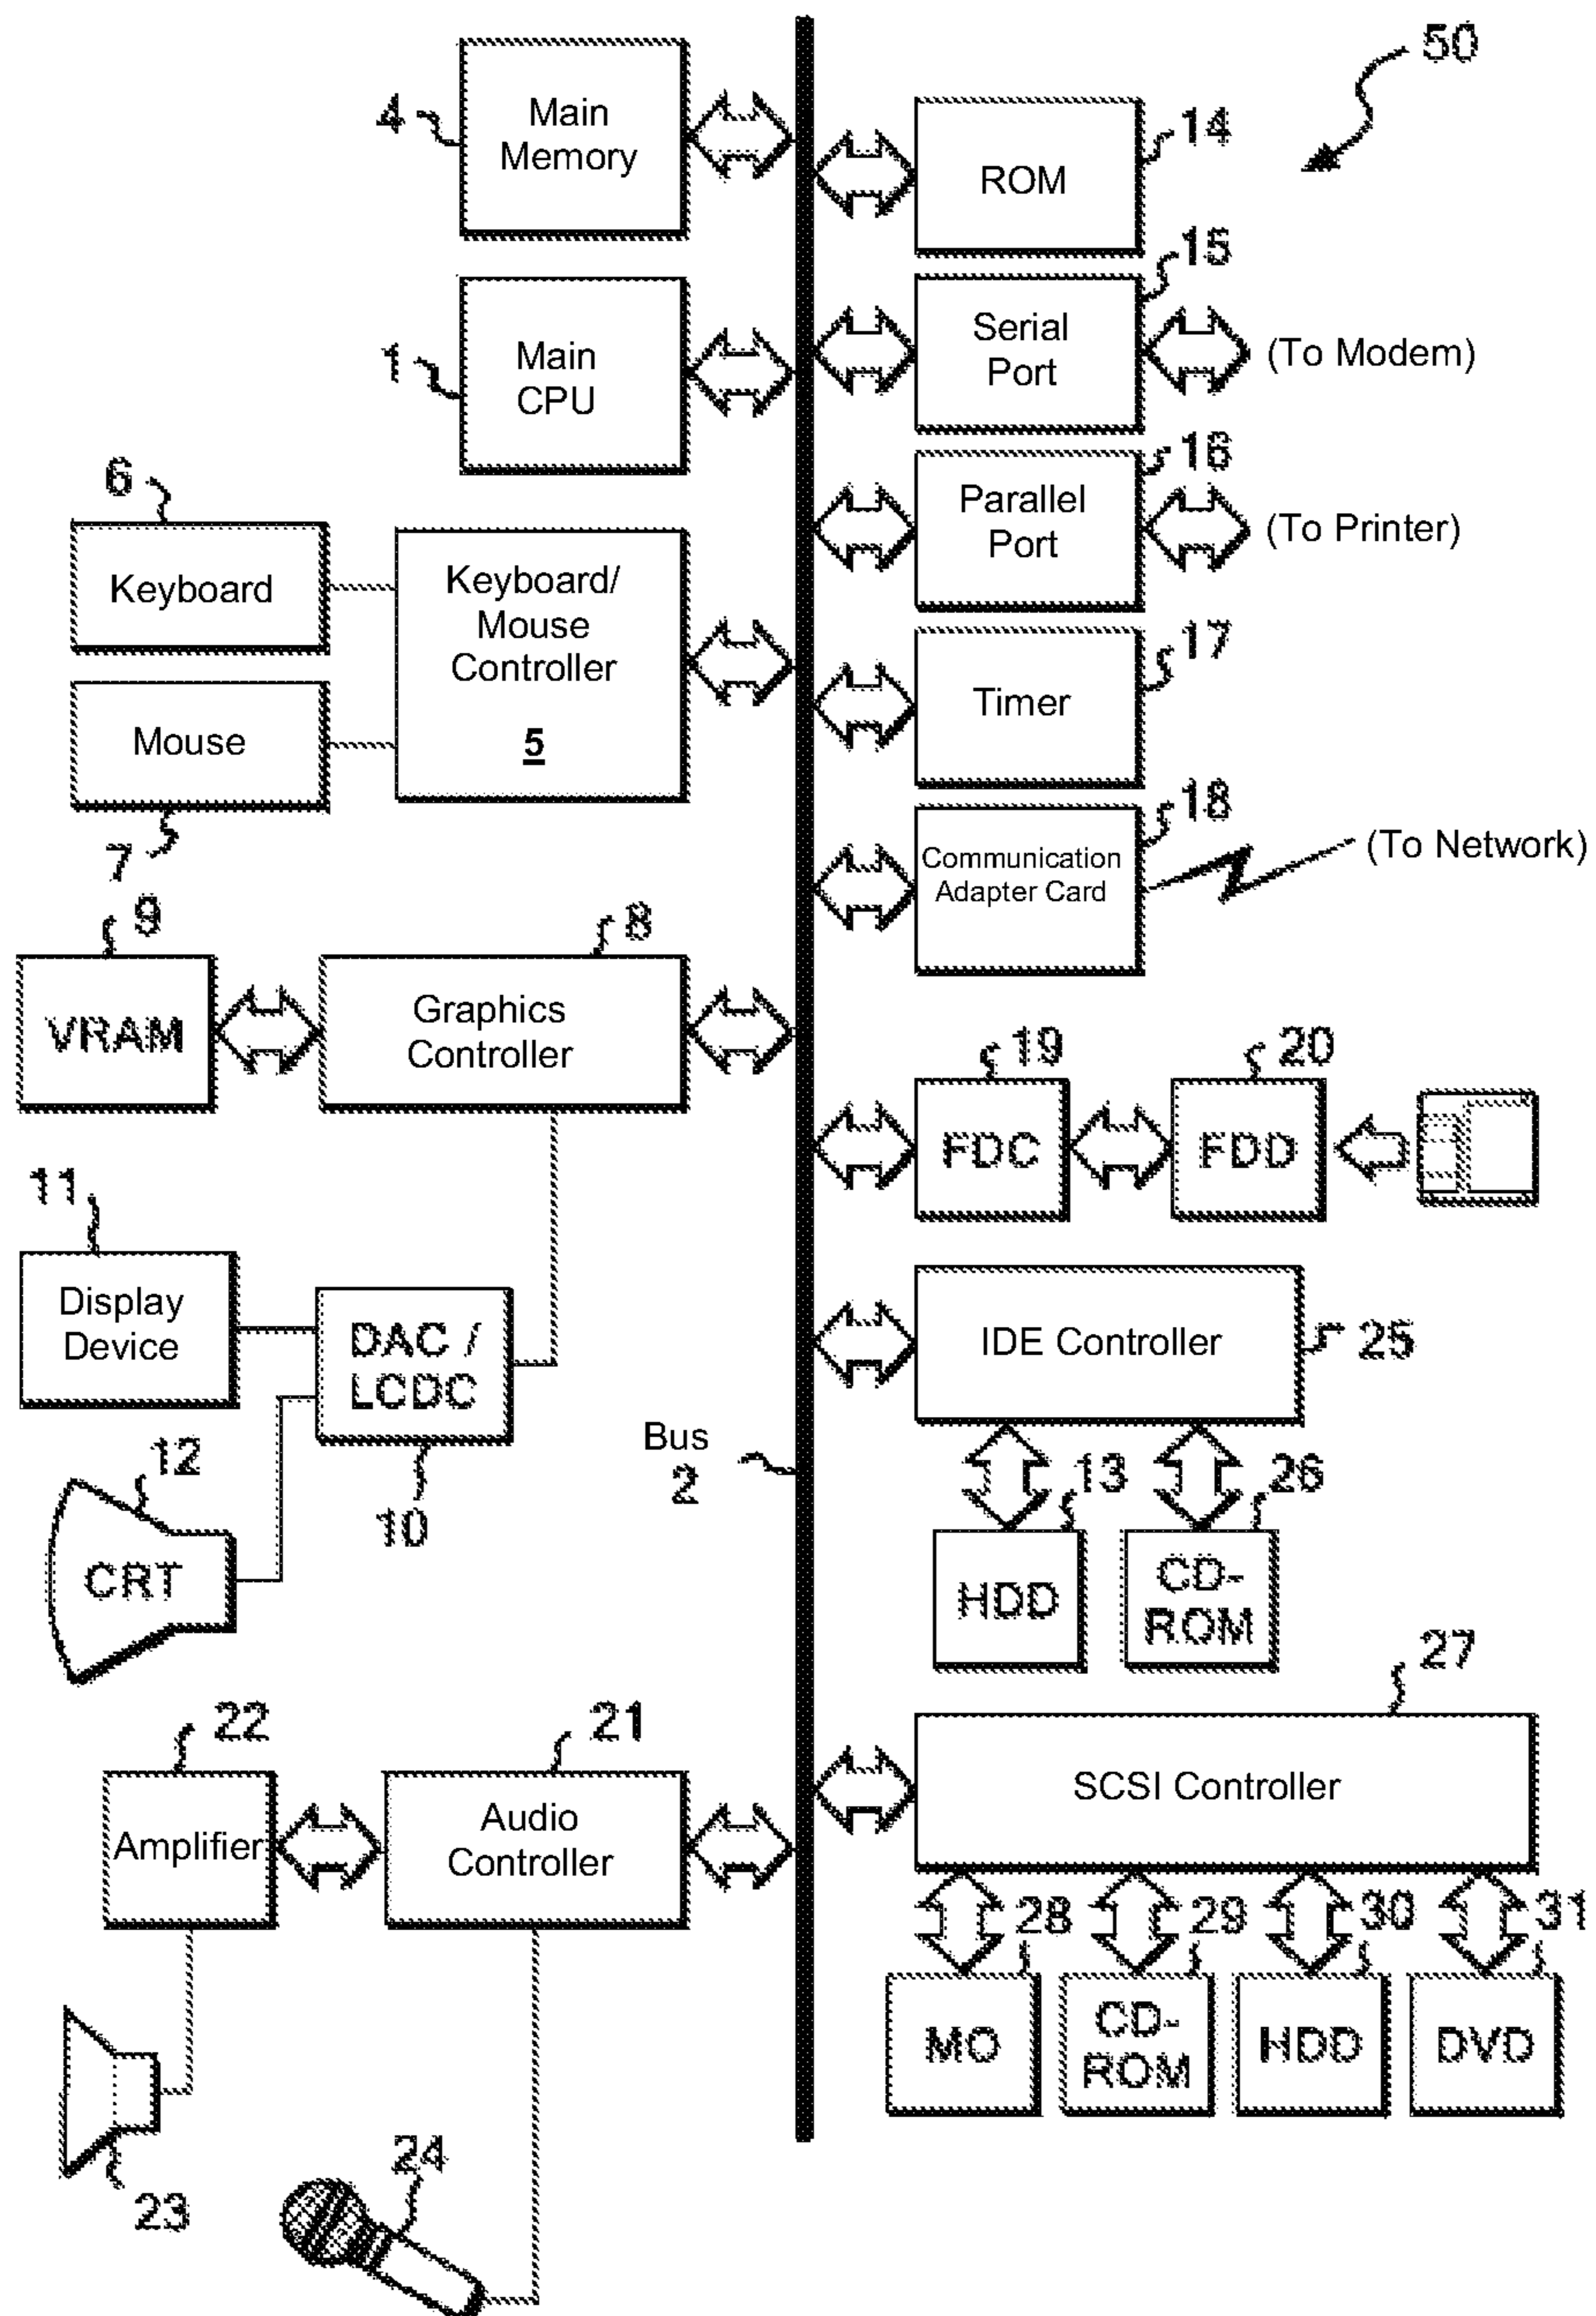 50
4
Main
Memory
14
ROM
1
Main
CPU
15
Serial
Port
(To Modem)
6
Keyboard
Keyboard/
Mouse
Controller
5
Mouse
7
16
Parallel
Port
(To Printer)
17
Timer
18
Communication
Adapter Card
(To Network)
9
VRAM
8
Graphics
Controller
19
FDC
20
FDD
11
Display
Device
DAC /
LCDC
10
12
CRT
Bus
2
IDE Controller
25
13
HDD
26
CD-
ROM
22
Amplifier
21
Audio
Controller
27
SCSI Controller
28
MO
29
CD-
ROM
30
HDD
31
DVD
23
24